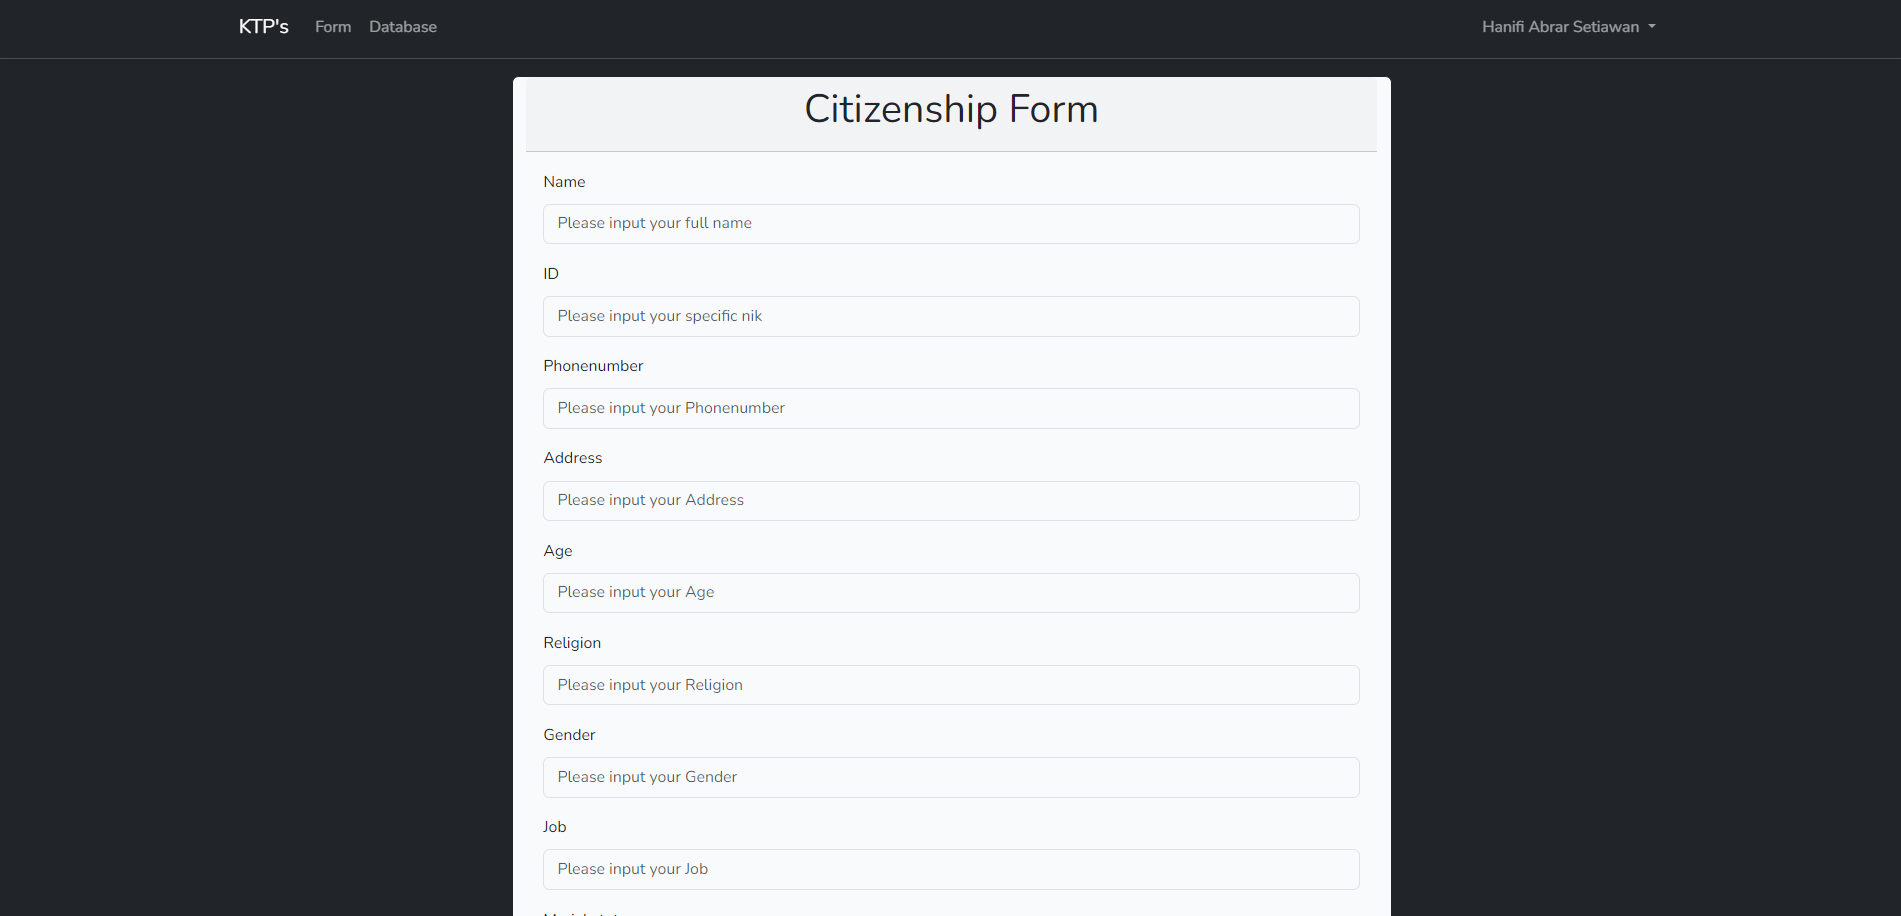 KTP's Form Database Hanifi Abrar Setiawan
Citizenship Form
Name
Please input your full name
ID
Please input your specific nik
Phonenumber
Please input your Phonenumber
Address
Please input your Address
Age
Please input your Age
Religion
Please input your Religion
Gender
Please input your Gender
Job
Please input your Job